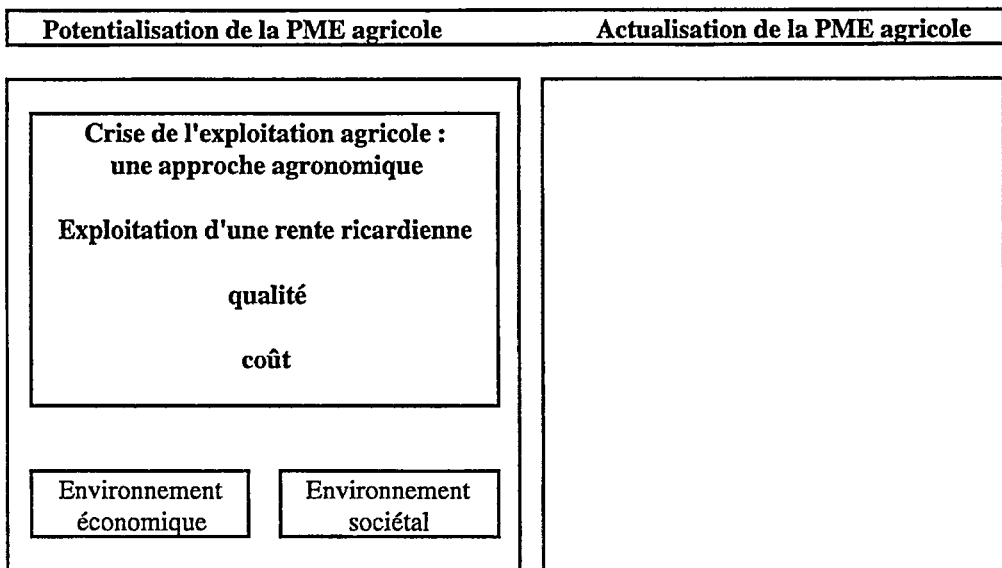 Potentialisation de la PME agricole Actualisation de la PME agricole
Crise de l'exploitation agricole :
une approche agronomique
Exploitation d'une rente ricardienne
qualité
coût
Environnement
économique
Environnement
sociétal